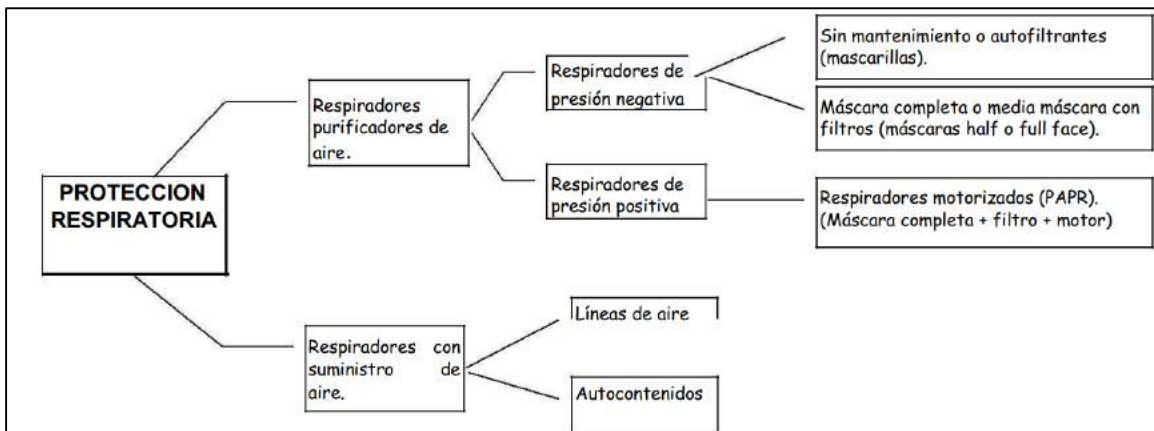 PROTECCION
RESPIRATORIA
Respiradores
purificadores de
aire.
Respiradores de
presión negativa
Sin mantenimiento o autofiltrantes
(mascarillas).
Máscara completa o media máscara con
filtros (máscaras half o full face).
Respiradores de
presión positiva
Respiradores motorizados (PAPR).
(Máscara completa + filtro + motor)
Respiradores con
suministro de
aire.
Líneas de aire
Autocontenidos